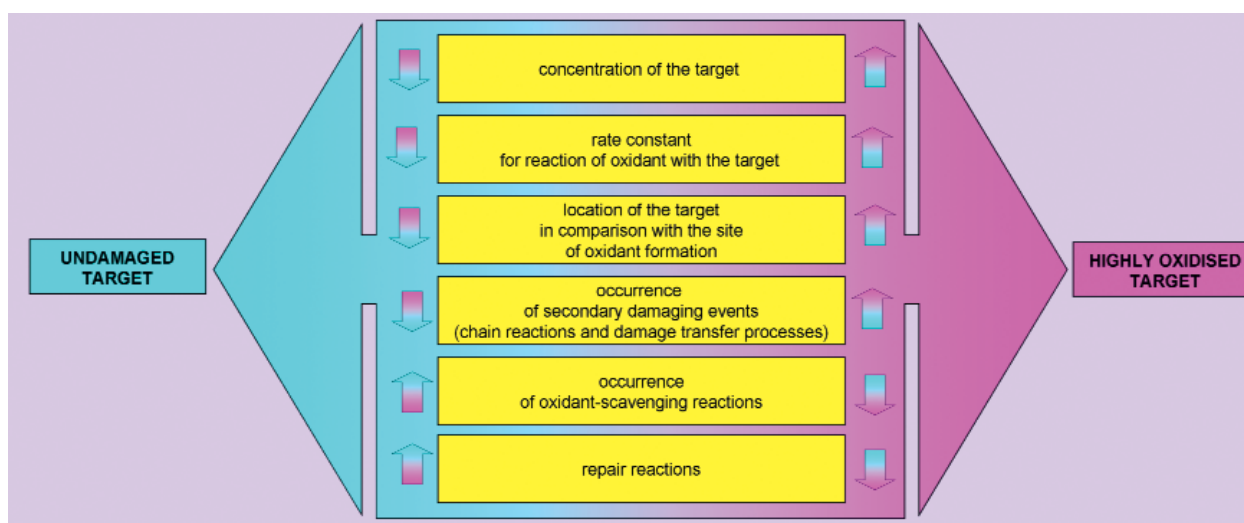 concentration of the target
rate constant
for reaction of oxidant with the target
location of the target
in comparison with the site
of oxidant formation
UNDAMAGED
TARGET
HIGHLY OXIDISED
TARGET
occurrence
of secondary damaging events
(chain reactions and damage transfer processes)
occurrence
of oxidant-scavenging reactions
repair reactions